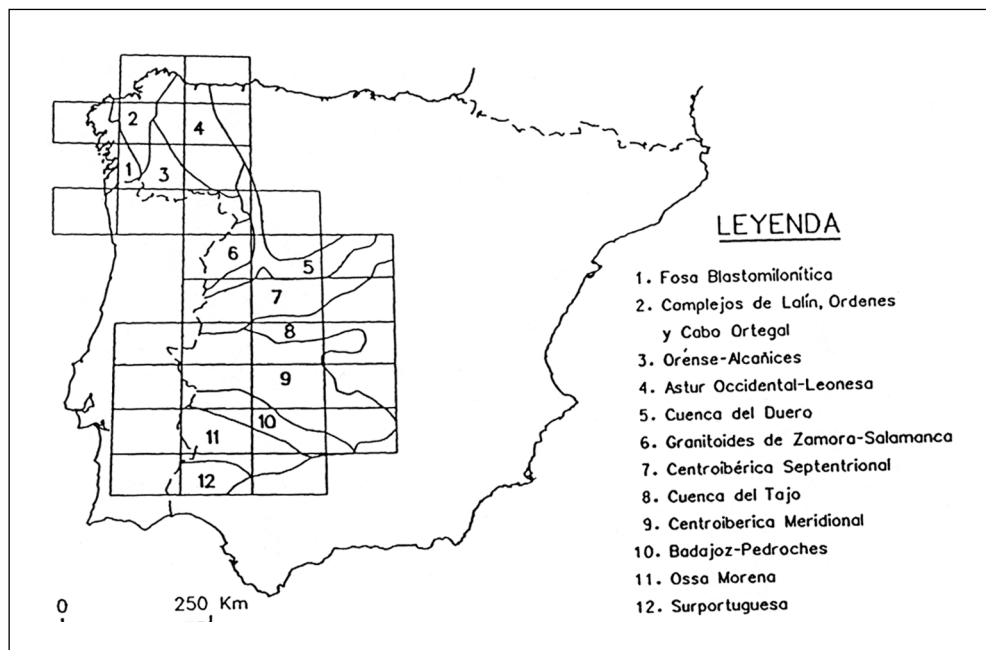 2
4
1
3
6
5
7
8
9
10
11
12
0
250 Km
LEYENDA
1. Fosa Blastomilonítica
2. Complejos de Lalín, Ordenes
y Cabo Ortegal
3. Orénse-Alcañices
4. Astur Occidental-Leonesa
5. Cuenca del Duero
6. Granitoides de Zamora-Salamanca
7. Centroibérica Septentrional
8. Cuenca del Tajo
9. Centroiberica Meridional
10. Badajoz-Pedroches
11. Ossa Morena
12. Surportuguesa